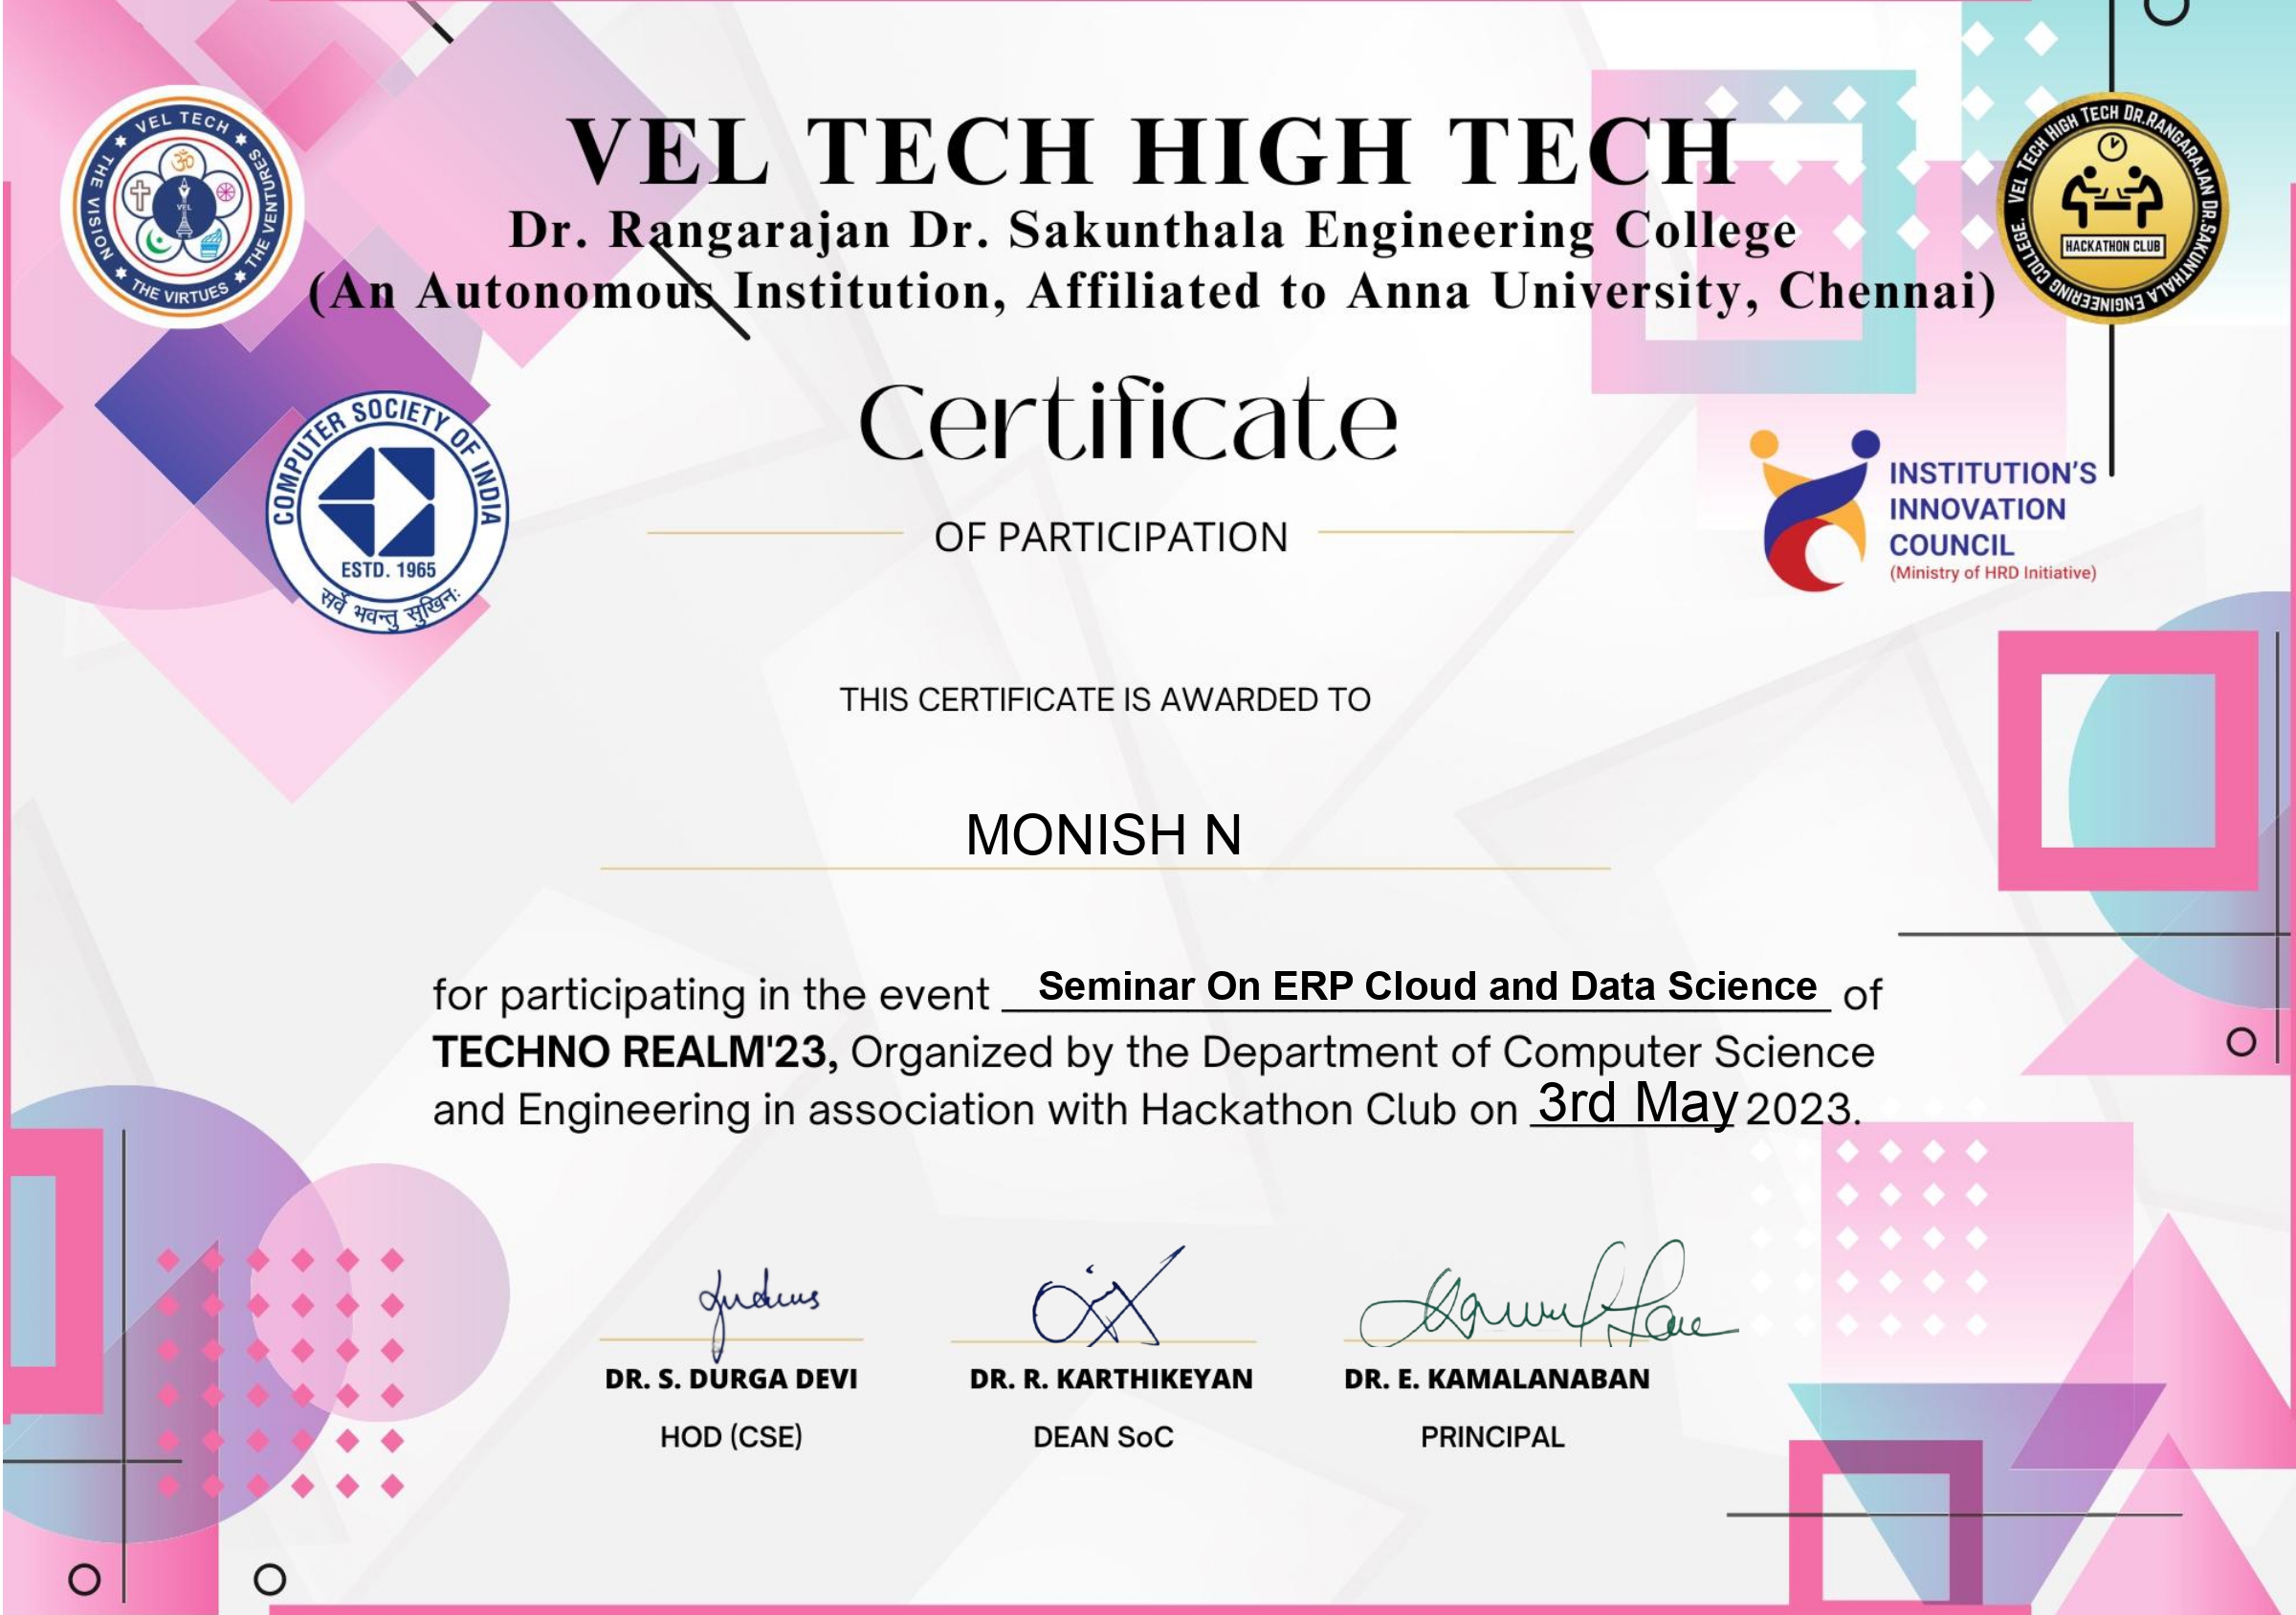 VEL TECH HIGH TECH
Dr. Rangarajan Dr. Sakunthala Engineering College
(An Autonomous Institution, Affiliated to Anna University, Chennai)
VEL TECH ★ THE VENTURES ★ THE VIRTUES ★ THE VISION ★
VEL
VEL TECH HIGH TECH DR.RANGARAJAN DR.SAKUNTHALA ENGINEERING COLLEGE.
HACKATHON CLUB
Certificate
OF PARTICIPATION
COMPUTER SOCIETY OF INDIA
ESTD. 1965
सर्वे भवन्तु सुखिनः
INSTITUTION'S
INNOVATION
COUNCIL
(Ministry of HRD Initiative)
THIS CERTIFICATE IS AWARDED TO
MONISH N
for participating in the event Seminar On ERP Cloud and Data Science of
TECHNO REALM'23, Organized by the Department of Computer Science
and Engineering in association with Hackathon Club on 3rd May 2023.
DR. S. DURGA DEVI DR. R. KARTHIKEYAN DR. E. KAMALANABAN
HOD (CSE) DEAN SoC PRINCIPAL